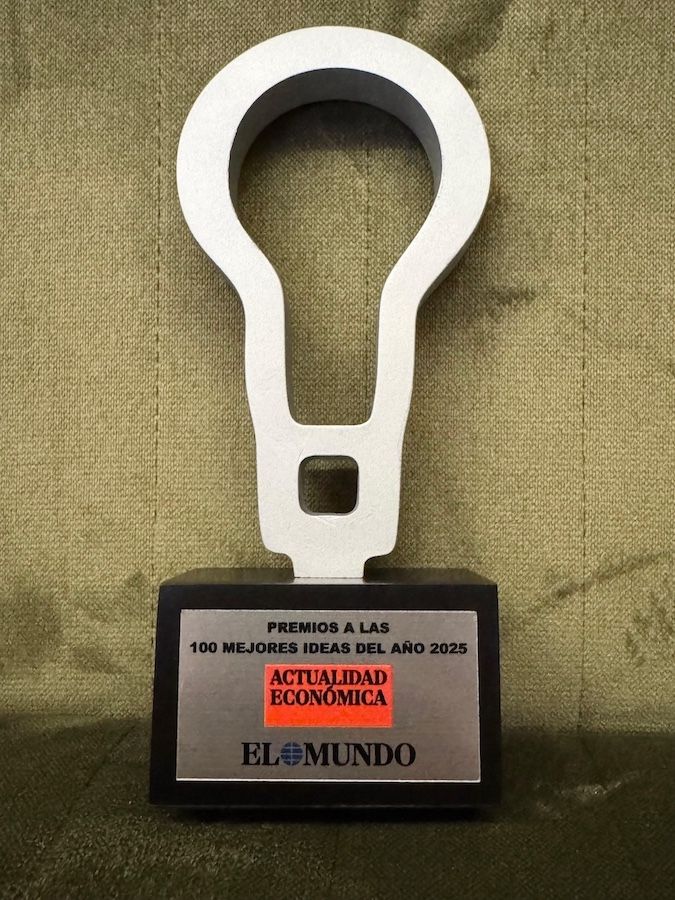 PREMIOS A LAS
100 MEJORES IDEAS DEL AÑO 2025
ACTUALIDAD
ECONÓMICA
EL MUNDO